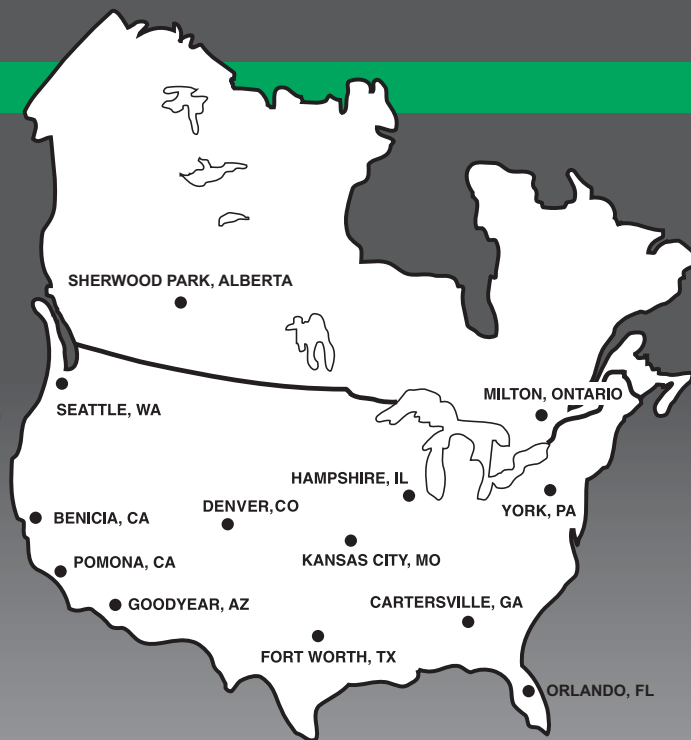 SHERWOOD PARK, ALBERTA
SEATTLE, WA
MILTON, ONTARIO
HAMPSHIRE, IL
DENVER,CO
YORK, PA
BENICIA, CA
KANSAS CITY, MO
POMONA, CA
GOODYEAR, AZ
CARTERSVILLE, GA
FORT WORTH, TX
ORLANDO, FL